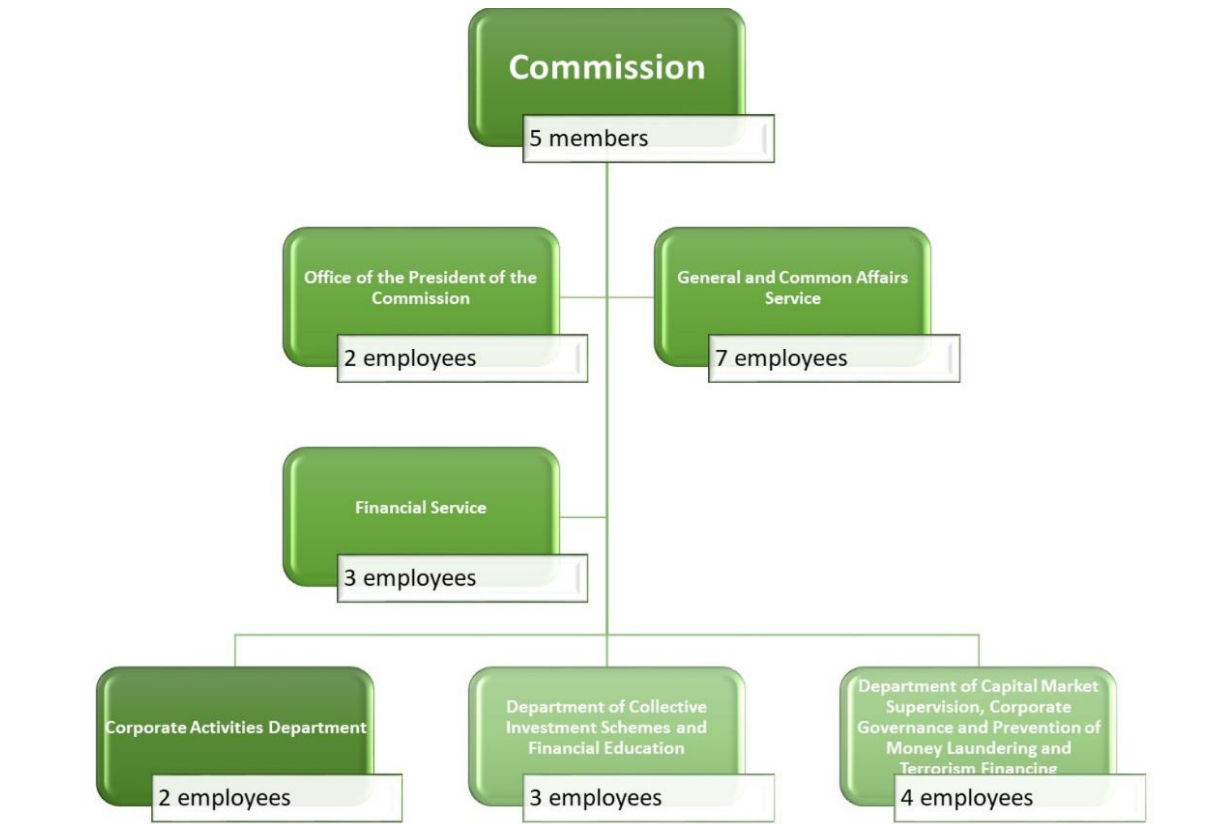 Commission
5 members
Office of the President of the
Commission
2 employees
General and Common Affairs
Service
7 employees
Financial Service
3 employees
Corporate Activities Department
2 employees
Department of Collective
Investment Schemes and
Financial Education
3 employees
Department of Capital Market
Supervision, Corporate
Governance and Prevention of
Money Laundering and
Terrorism Financing
4 employees